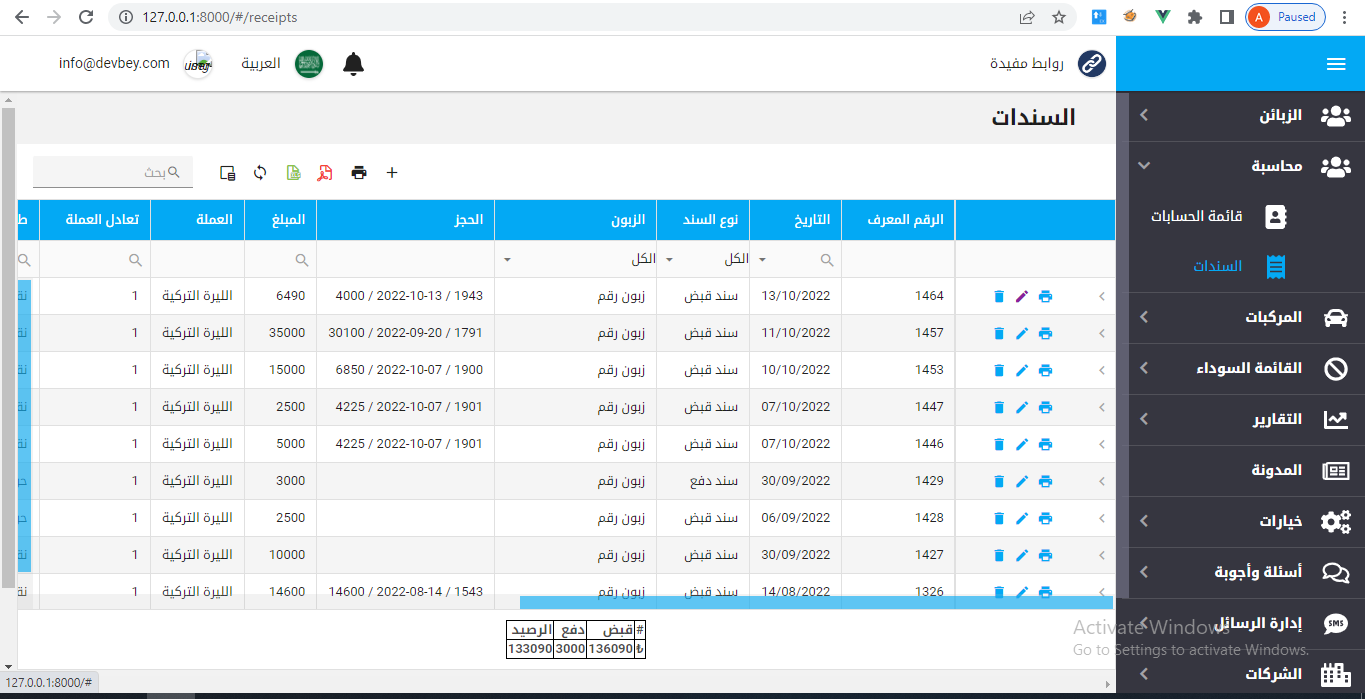 127.0.0.1:8000/#/receipts
A Paused
روابط مفيدة
العربية
info@devbey.com
الزبائن
محاسبة
قائمة الحسابات
السندات
المركبات
القائمة السوداء
التقارير
المدونة
خيارات
أسئلة وأجوبة
إدارة الرسائل
SMS
الشركات
السندات
بحث
الرقم المعرف التاريخ نوع السند الزبون الحجز المبلغ العملة تعادل العملة
الكل الكل
1464 13/10/2022 سند قبض زبون رقم 1943 / 2022-10-13 / 4000 6490 الليرة التركية 1
1457 11/10/2022 سند قبض زبون رقم 1791 / 2022-09-20 / 30100 35000 الليرة التركية 1
1453 10/10/2022 سند قبض زبون رقم 1900 / 2022-10-07 / 6850 15000 الليرة التركية 1
1447 07/10/2022 سند قبض زبون رقم 1901 / 2022-10-07 / 4225 2500 الليرة التركية 1
1446 07/10/2022 سند قبض زبون رقم 1901 / 2022-10-07 / 4225 5000 الليرة التركية 1
1429 30/09/2022 سند دفع زبون رقم 3000 الليرة التركية 1
1428 06/09/2022 سند قبض زبون رقم 2500 الليرة التركية 1
1427 30/09/2022 سند قبض زبون رقم 10000 الليرة التركية 1
1326 14/08/2022 سند قبض زبون رقم 1543 / 2022-08-14 / 14600 14600 الليرة التركية 1
# قبض دفع الرصيد
₺ 136090 3000 133090
Activate Windows
Go to Settings to activate Windows.
127.0.0.1:8000/#